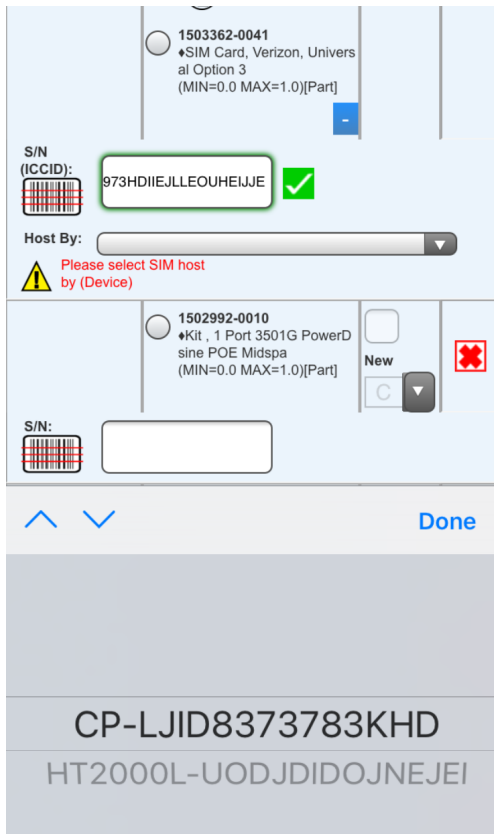 1503362-0041
♦SIM Card, Verizon, Univers
al Option 3
(MIN=0.0 MAX=1.0)[Part]
-
S/N
(ICCID):
973HDIIEJLLEOUHEIJJE
Host By:
Please select SIM host
by (Device)
1502992-0010
♦Kit , 1 Port 3501G PowerD
sine POE Midspa
(MIN=0.0 MAX=1.0)[Part]
New
C
S/N:
Done
CP-LJID8373783KHD
HT2000L-UODJDIDOJNEJEI